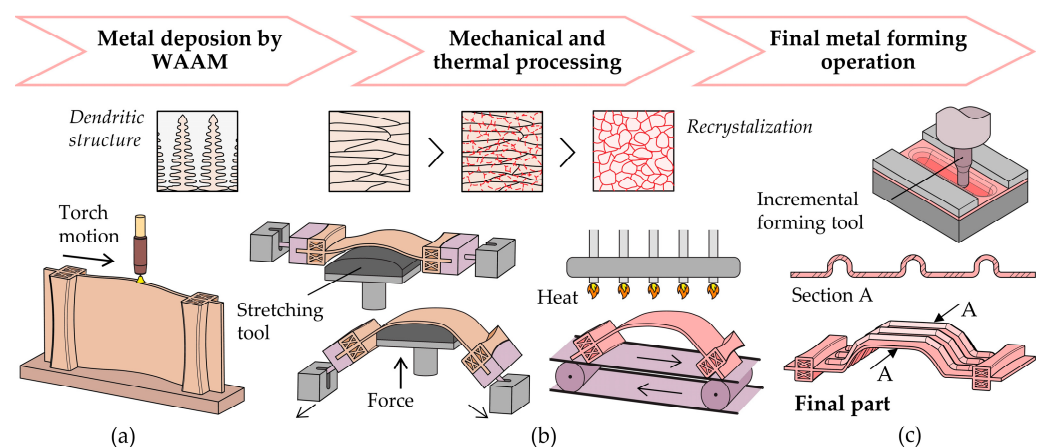 Metal deposion by
WAAM
Mechanical and
thermal processing
Final metal forming
operation
Dendritic
structure
Recrystalization
Torch
motion
Stretching
tool
Force
Heat
Incremental
forming tool
Section A
A
A
Final part
(a)
(b)
(c)